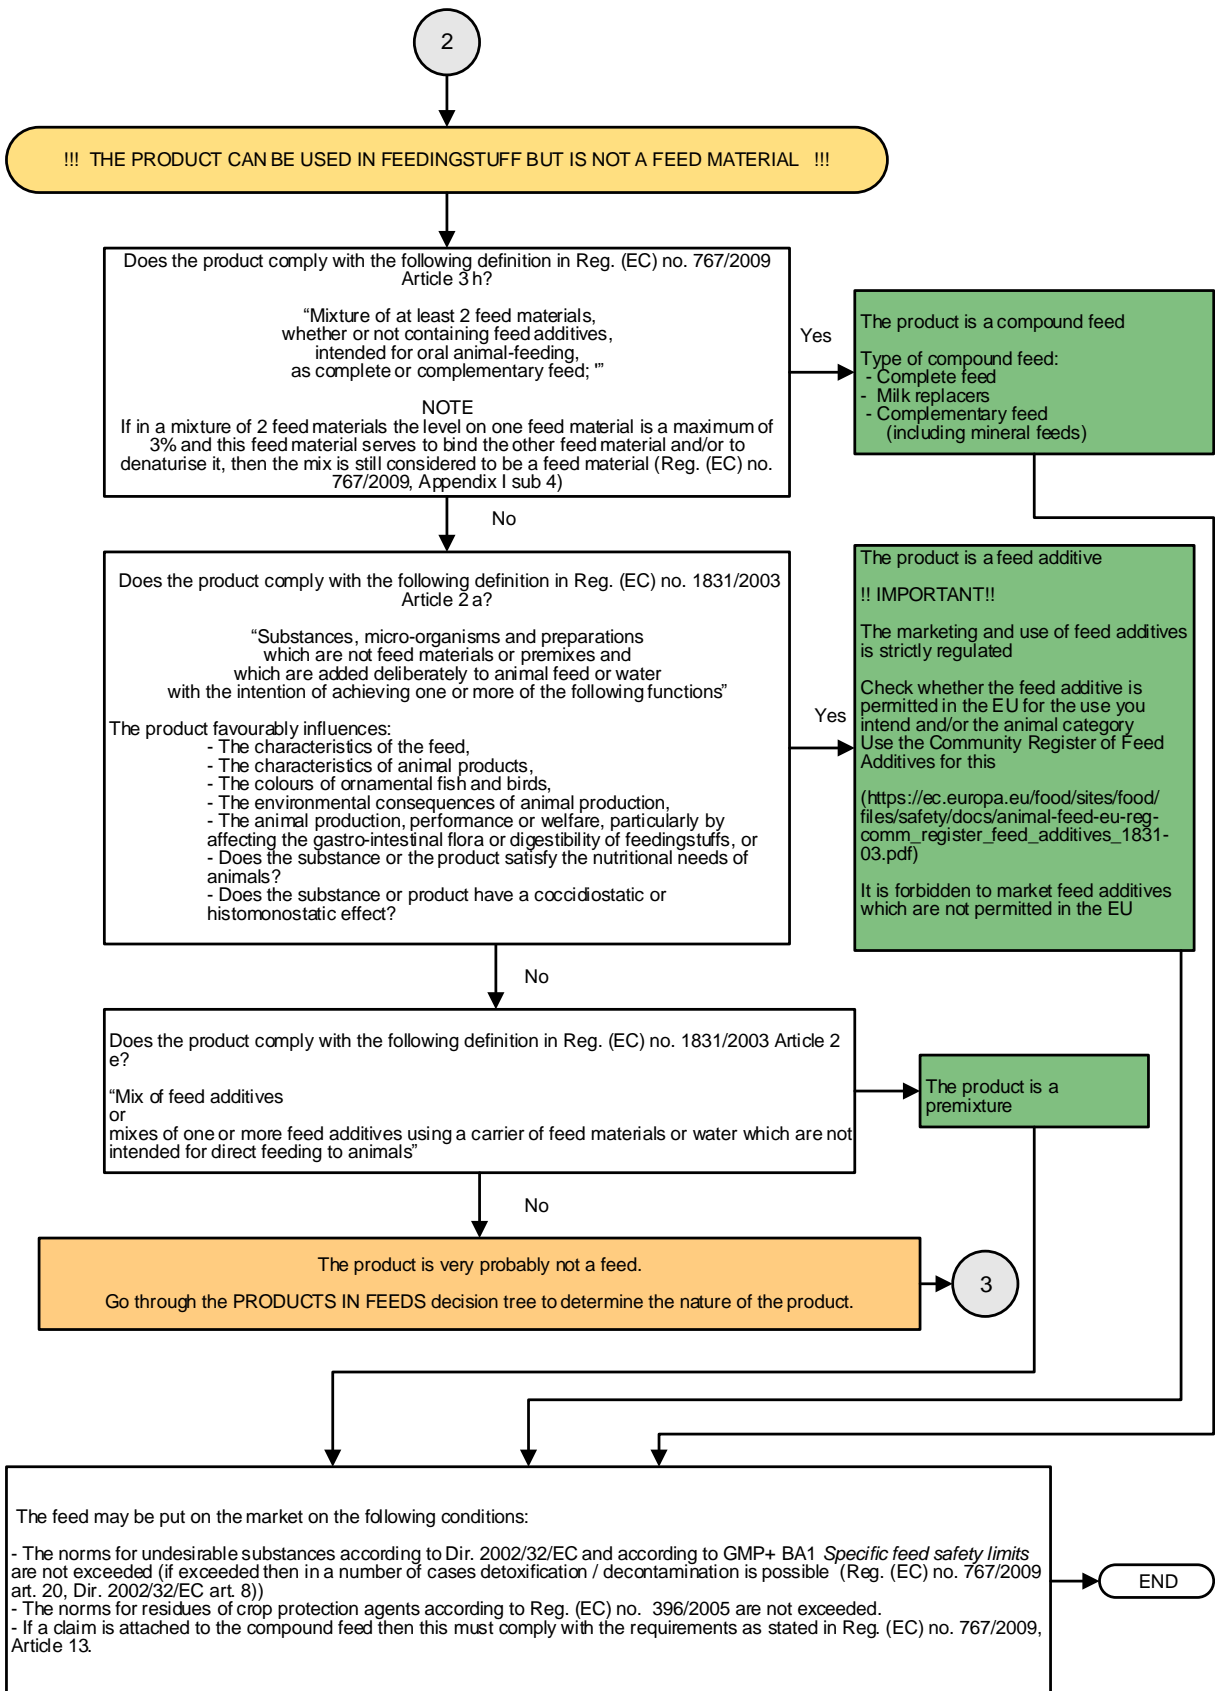 2
!!! THE PRODUCT CAN BE USED IN FEEDINGSTUFF BUT IS NOT A FEED MATERIAL !!!
Does the product comply with the following definition in Reg. (EC) no. 767/2009
Article 3 h?
“Mixture of at least 2 feed materials,
whether or not containing feed additives,
intended for oral animal-feeding,
as complete or complementary feed; '”
NOTE
If in a mixture of 2 feed materials the level on one feed material is a maximum of
3% and this feed material serves to bind the other feed material and/or to
denaturise it, then the mix is still considered to be a feed material (Reg. (EC) no.
767/2009, Appendix I sub 4)
Yes
The product is a compound feed
Type of compound feed:
- Complete feed
- Milk replacers
- Complementary feed
(including mineral feeds)
No
Does the product comply with the following definition in Reg. (EC) no. 1831/2003
Article 2 a?
“Substances, micro-organisms and preparations
which are not feed materials or premixes and
which are added deliberately to animal feed or water
with the intention of achieving one or more of the following functions”
The product favourably influences:
- The characteristics of the feed,
- The characteristics of animal products,
- The colours of ornamental fish and birds,
- The environmental consequences of animal production,
- The animal production, performance or welfare, particularly by
affecting the gastro-intestinal flora or digestibility of feedingstuffs, or
- Does the substance or the product satisfy the nutritional needs of
animals?
- Does the substance or product have a coccidiostatic or
histomonostatic effect?
Yes
The product is a feed additive
!! IMPORTANT!!
The marketing and use of feed additives
is strictly regulated
Check whether the feed additive is
permitted in the EU for the use you
intend and/or the animal category
Use the Community Register of Feed
Additives for this
(https://ec.europa.eu/food/sites/food/
files/safety/docs/animal-feed-eu-reg-
comm_register_feed_additives_1831-
03.pdf)
It is forbidden to market feed additives
which are not permitted in the EU
No
Does the product comply with the following definition in Reg. (EC) no. 1831/2003 Article 2
e?
“Mix of feed additives
or
mixes of one or more feed additives using a carrier of feed materials or water which are not
intended for direct feeding to animals”
The product is a
premixture
No
The product is very probably not a feed.
Go through the PRODUCTS IN FEEDS decision tree to determine the nature of the product.
3
The feed may be put on the market on the following conditions:
- The norms for undesirable substances according to Dir. 2002/32/EC and according to GMP+ BA1 Specific feed safety limits
are not exceeded (if exceeded then in a number of cases detoxification / decontamination is possible (Reg. (EC) no. 767/2009
art. 20, Dir. 2002/32/EC art. 8))
- The norms for residues of crop protection agents according to Reg. (EC) no. 396/2005 are not exceeded.
- If a claim is attached to the compound feed then this must comply with the requirements as stated in Reg. (EC) no. 767/2009,
Article 13.
END